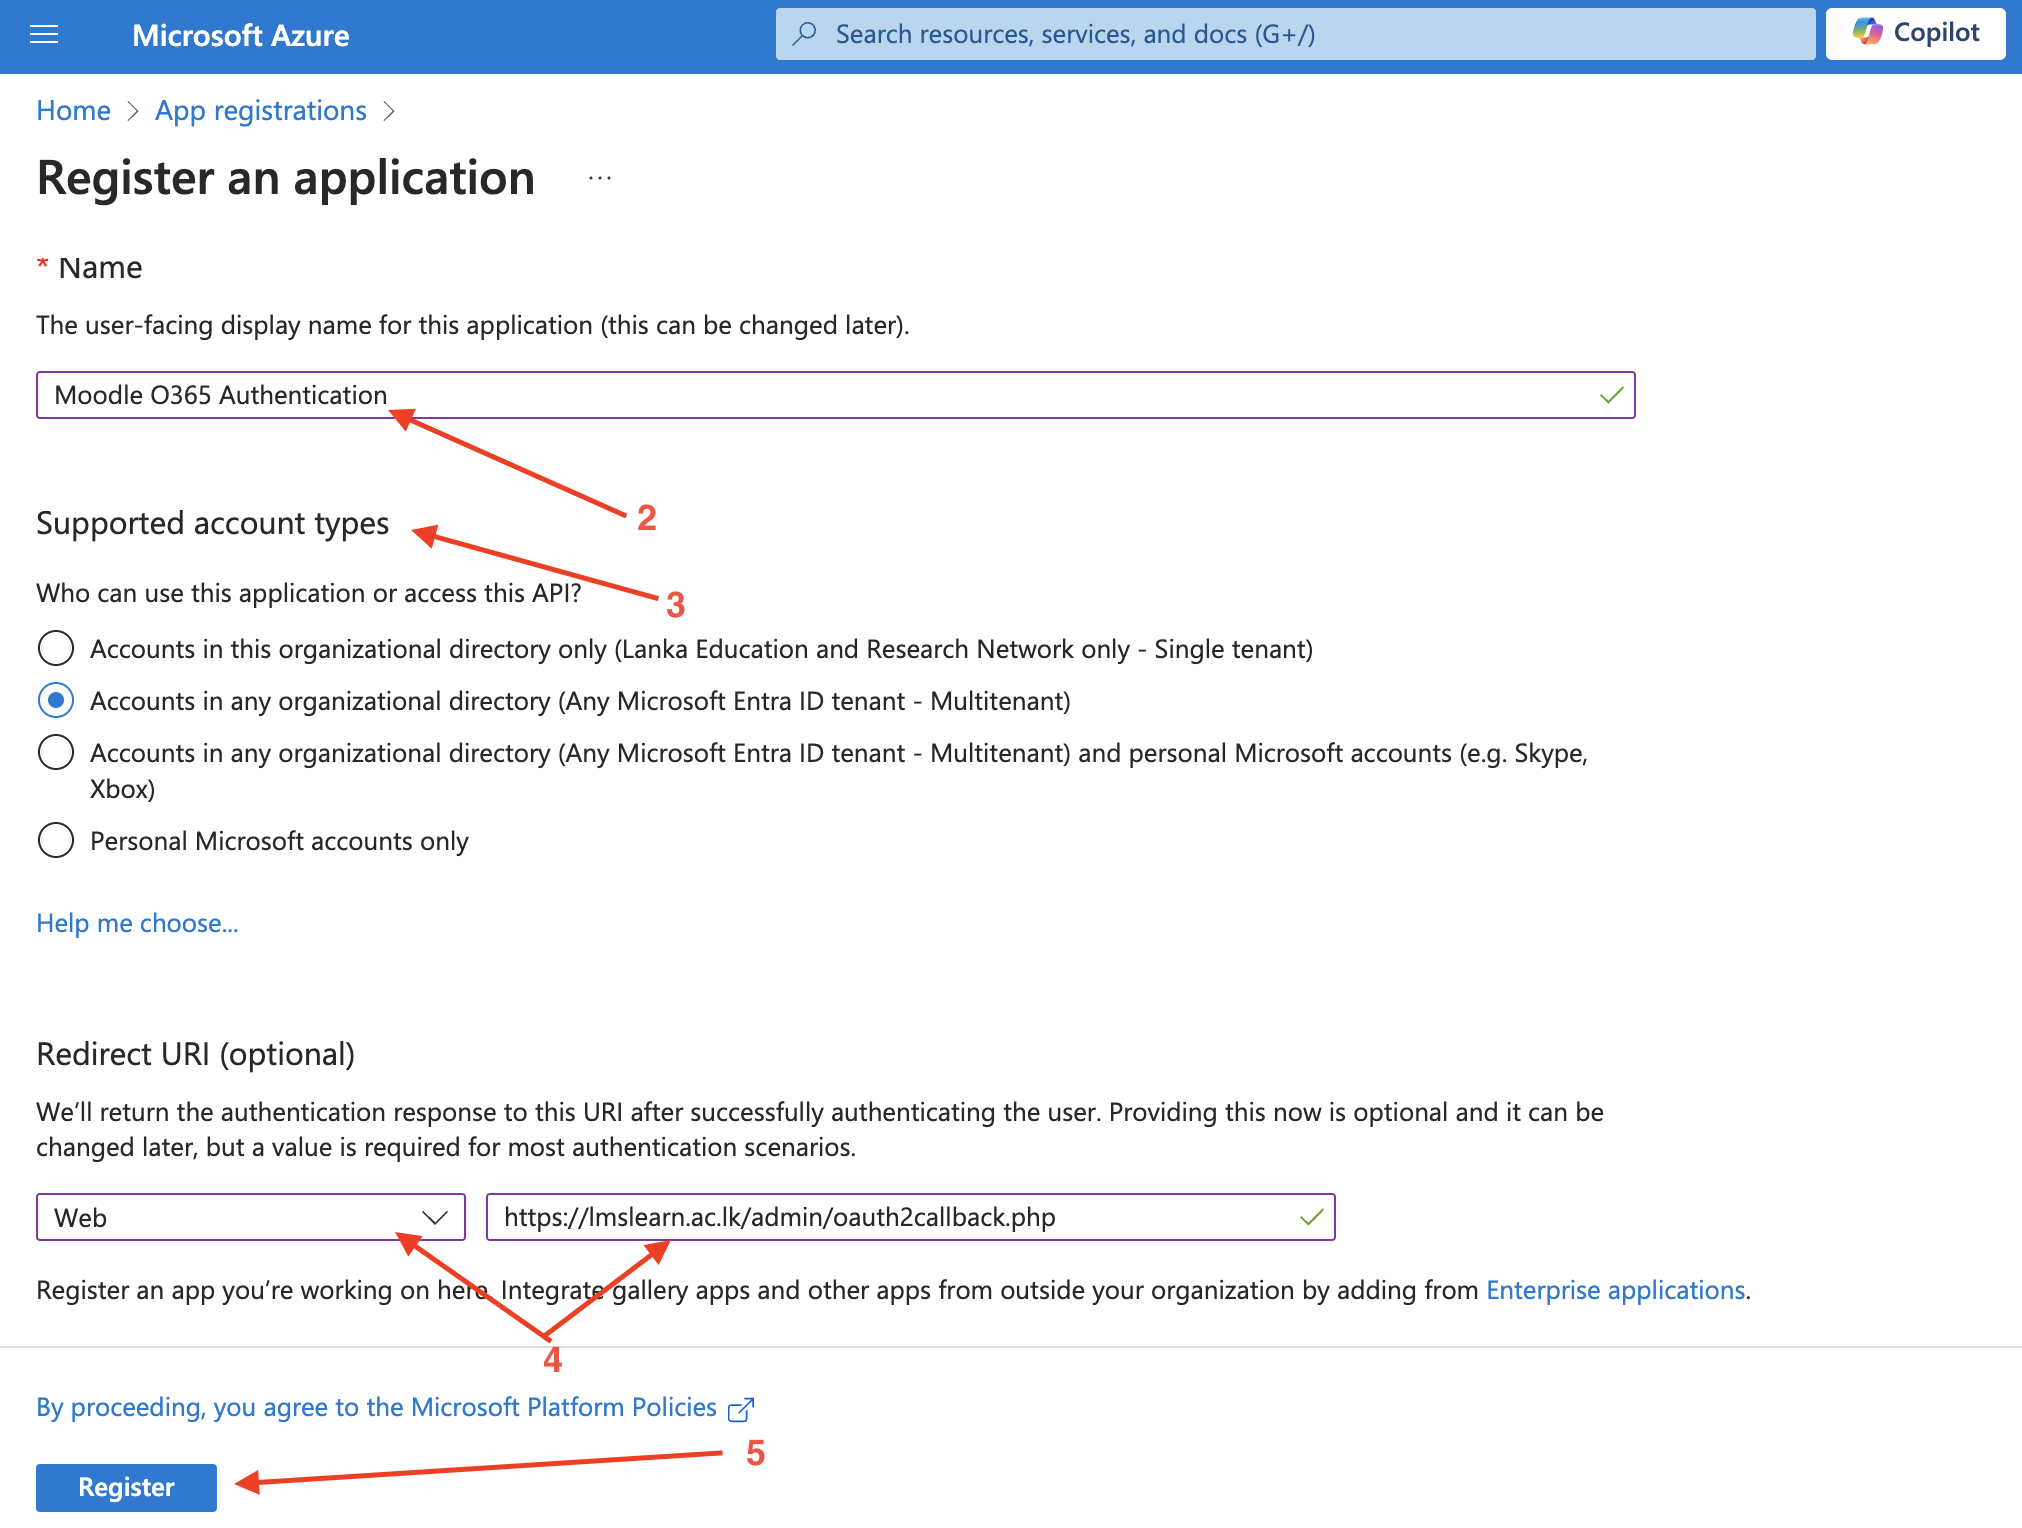 Microsoft Azure
Search resources, services, and docs (G+/)
Copilot
Home > App registrations >
Register an application ...
* Name
The user-facing display name for this application (this can be changed later).
Moodle O365 Authentication
2
Supported account types
3
Who can use this application or access this API?
Accounts in this organizational directory only (Lanka Education and Research Network only - Single tenant)
Accounts in any organizational directory (Any Microsoft Entra ID tenant - Multitenant)
Accounts in any organizational directory (Any Microsoft Entra ID tenant - Multitenant) and personal Microsoft accounts (e.g. Skype,
Xbox)
Personal Microsoft accounts only
Help me choose...
Redirect URI (optional)
We’ll return the authentication response to this URI after successfully authenticating the user. Providing this now is optional and it can be
changed later, but a value is required for most authentication scenarios.
Web
https://lmslearn.ac.lk/admin/oauth2callback.php
Register an app you’re working on here. Integrate gallery apps and other apps from outside your organization by adding from Enterprise applications.
4
By proceeding, you agree to the Microsoft Platform Policies
5
Register